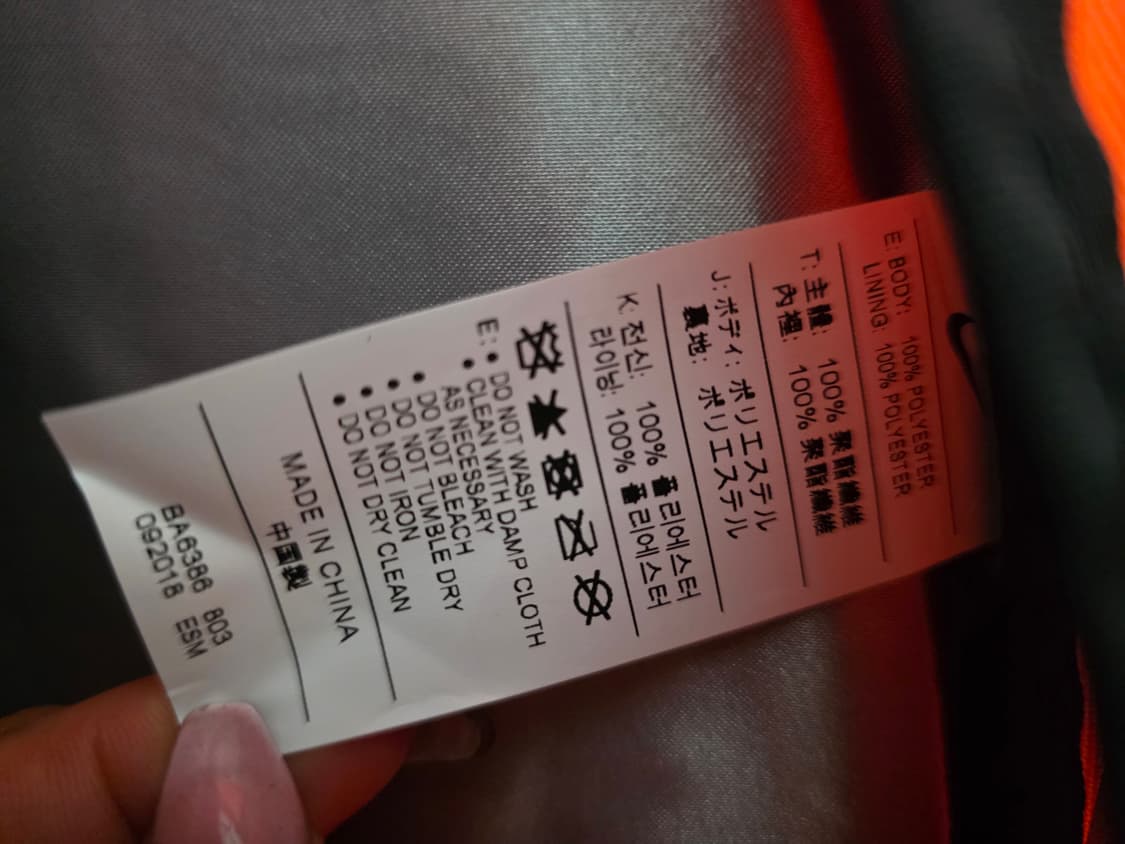 E: BODY: 100% POLYESTER
LINING: 100% POLYESTER
T: 主體: 100% 聚酯纖維
內裡: 100% 聚酯纖維
J: ボディ: ポリエステル
裏地: ポリエステル
K: 전신: 100% 폴리에스터
라이닝: 100% 폴리에스터
E: • DO NOT WASH
• CLEAN WITH DAMP CLOTH
AS NECESSARY
• DO NOT BLEACH
• DO NOT TUMBLE DRY
• DO NOT IRON
• DO NOT DRY CLEAN
MADE IN CHINA
中国製
BA6386 803
092018 ESM